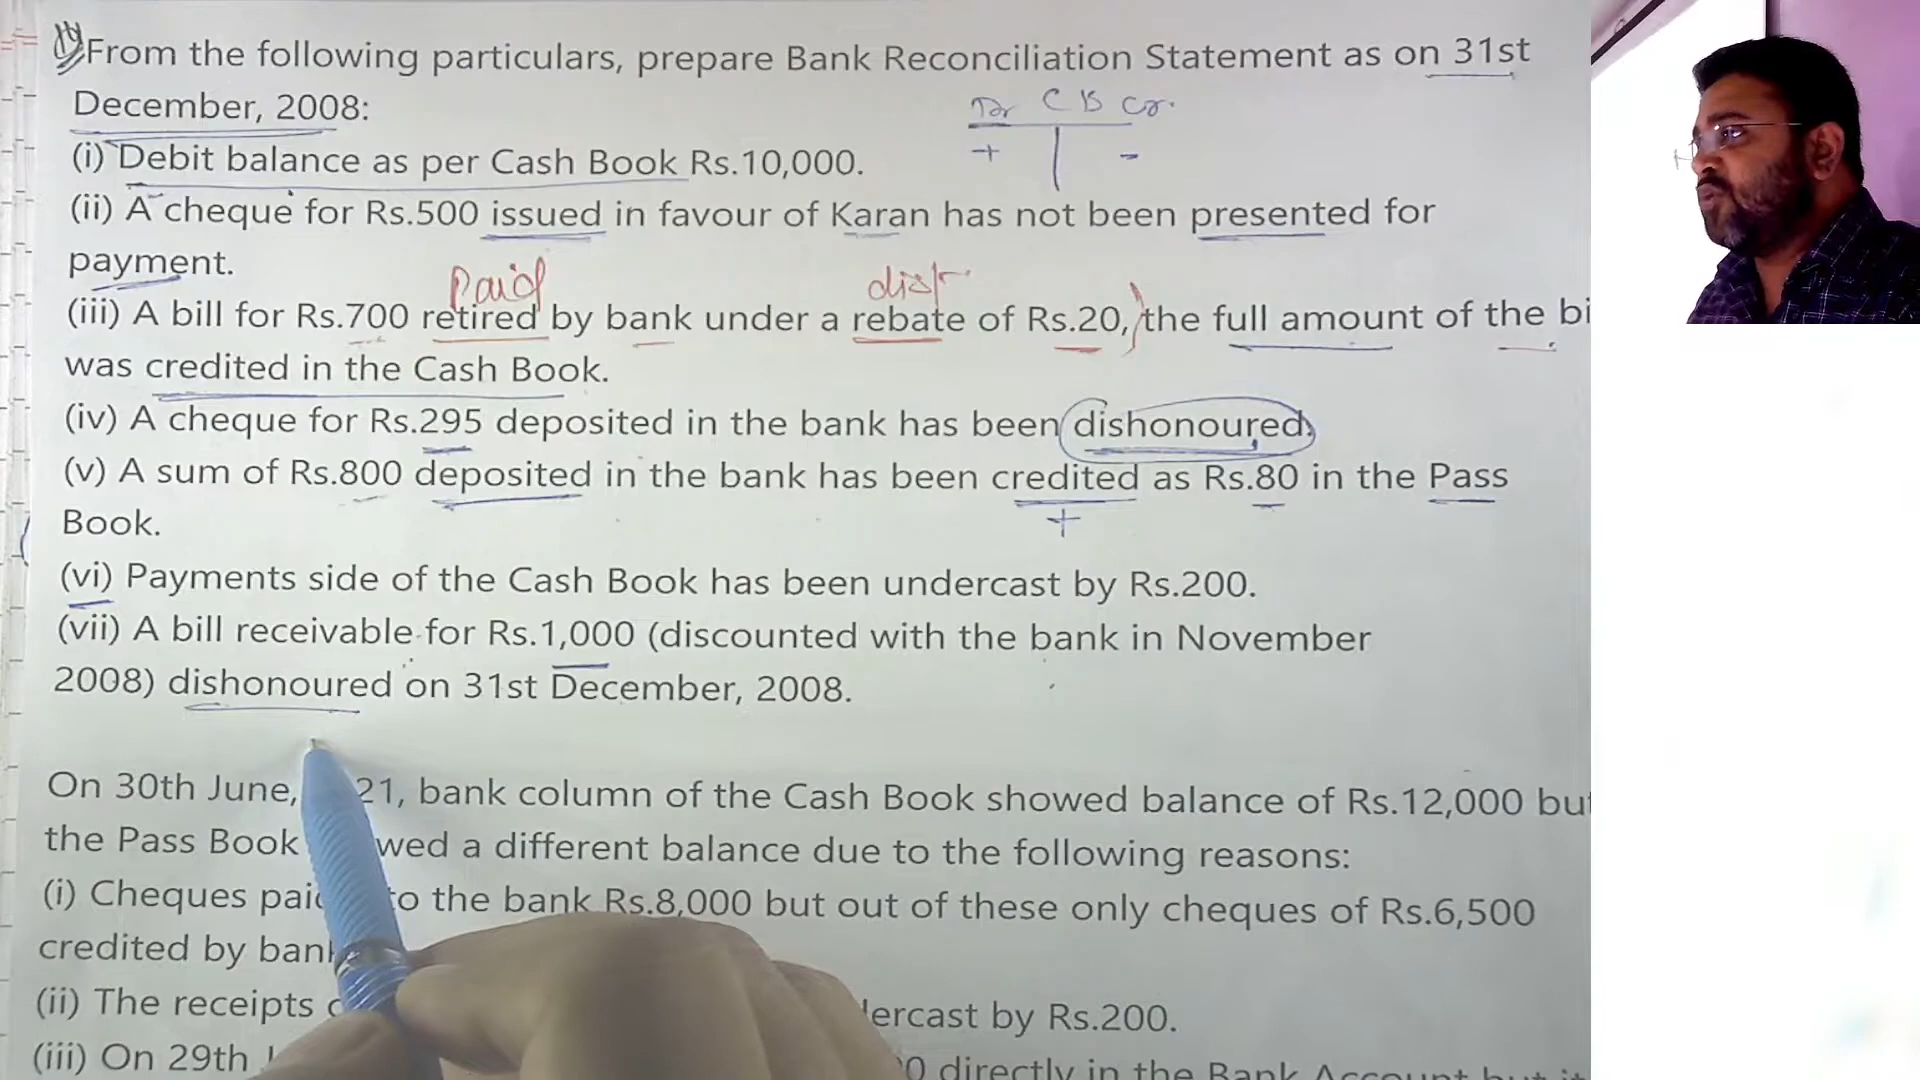 14) From the following particulars, prepare Bank Reconciliation Statement as on 31st
December, 2008:
Dr CB Cr.
(i) Debit balance as per Cash Book Rs.10,000.
+ -
(ii) A cheque for Rs.500 issued in favour of Karan has not been presented for
payment.
Paid
(iii) A bill for Rs.700 retired by bank under a rebate of Rs.20, the full amount of the bi
was credited in the Cash Book.
(iv) A cheque for Rs.295 deposited in the bank has been dishonoured.
(v) A sum of Rs.800 deposited in the bank has been credited as Rs.80 in the Pass
+
Book.
(vi) Payments side of the Cash Book has been undercast by Rs.200.
(vii) A bill receivable for Rs.1,000 (discounted with the bank in November
2008) dishonoured on 31st December, 2008.
On 30th June, 21, bank column of the Cash Book showed balance of Rs.12,000 but
the Pass Book wed a different balance due to the following reasons:
(i) Cheques paid to the bank Rs.8,000 but out of these only cheques of Rs.6,500
credited by bank
(ii) The receipts dercast by Rs.200.
(iii) On 29th 0 directly in the Bank Account but it